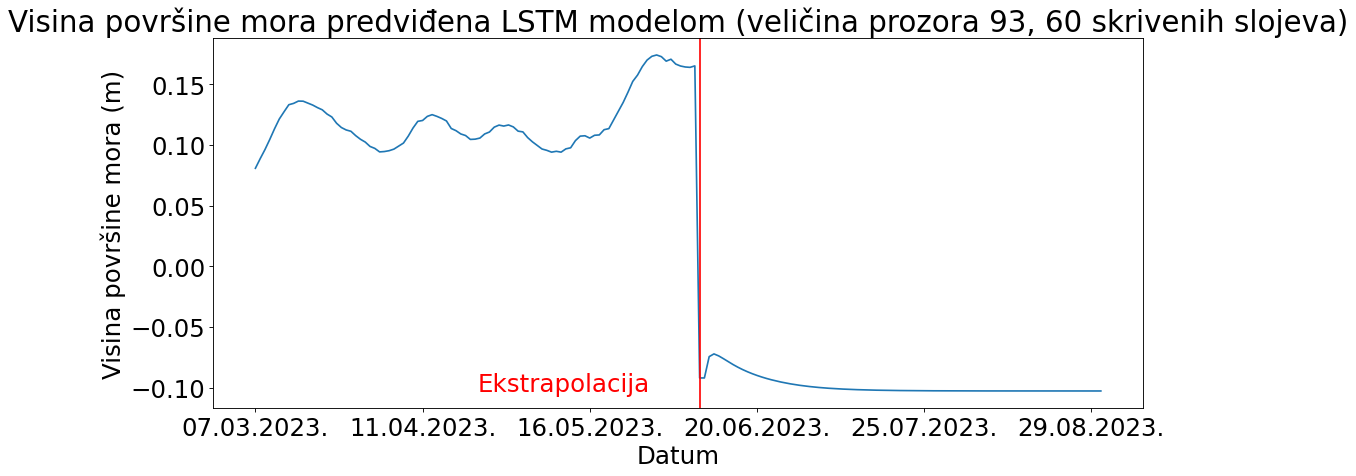 Visina površine mora predviđena LSTM modelom (veličina prozora 93, 60 skrivenih slojeva)
Visina površine mora (m)
0.15
0.10
0.05
0.00
−0.05
−0.10
Ekstrapolacija
07.03.2023. 11.04.2023. 16.05.2023. 20.06.2023. 25.07.2023. 29.08.2023.
Datum